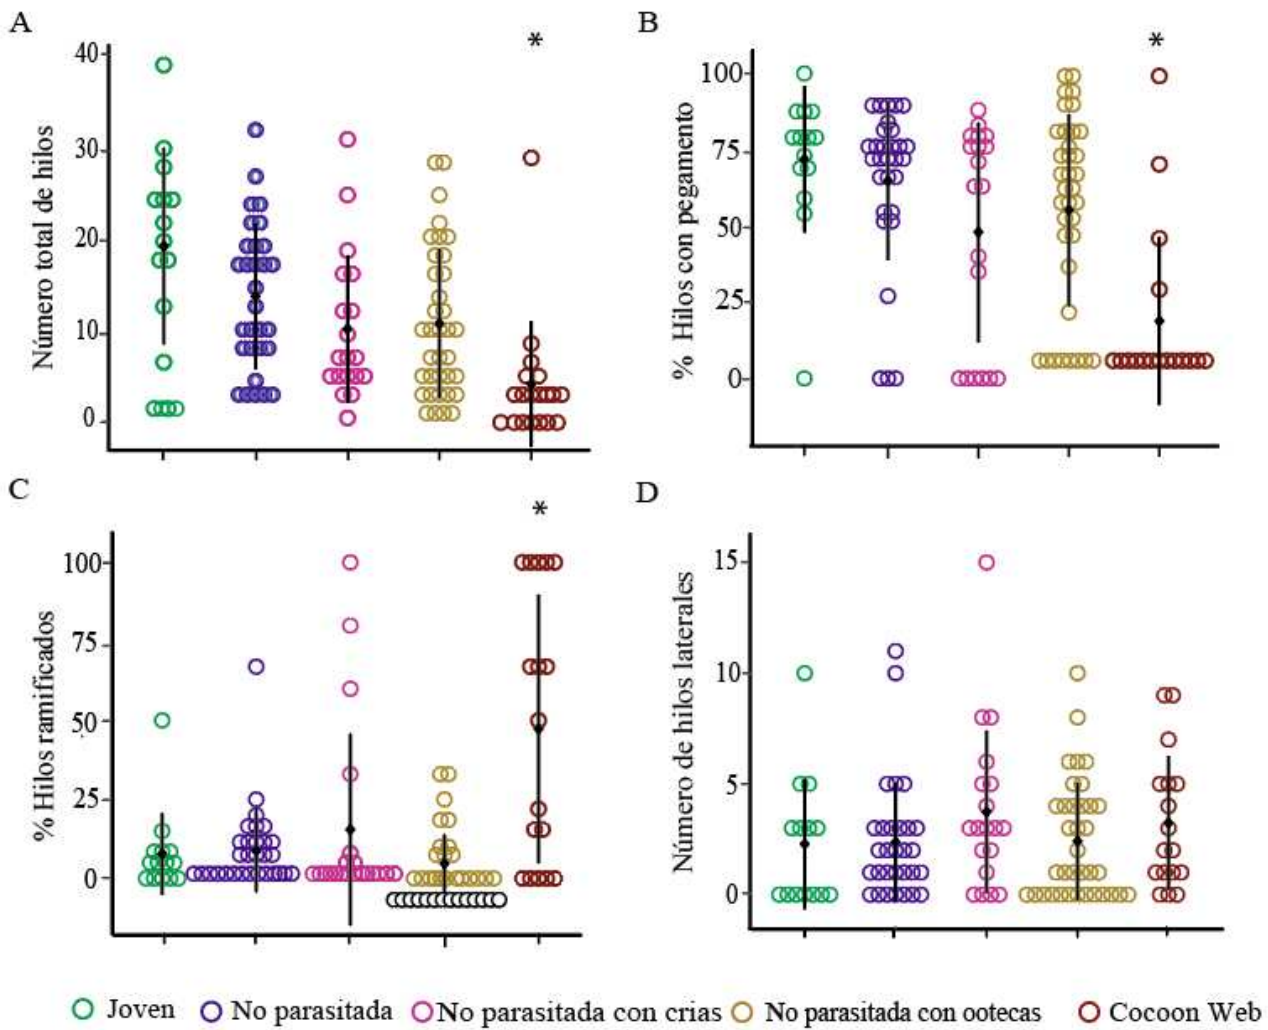 A
*
Número total de hilos
40
30
20
10
0
B
*
% Hilos con pegamento
100
75
50
25
0
C
*
% Hilos ramificados
100
75
50
25
0
D
Número de hilos laterales
15
10
5
0
Joven No parasitada No parasitada con crias No parasitada con ootecas Cocoon Web